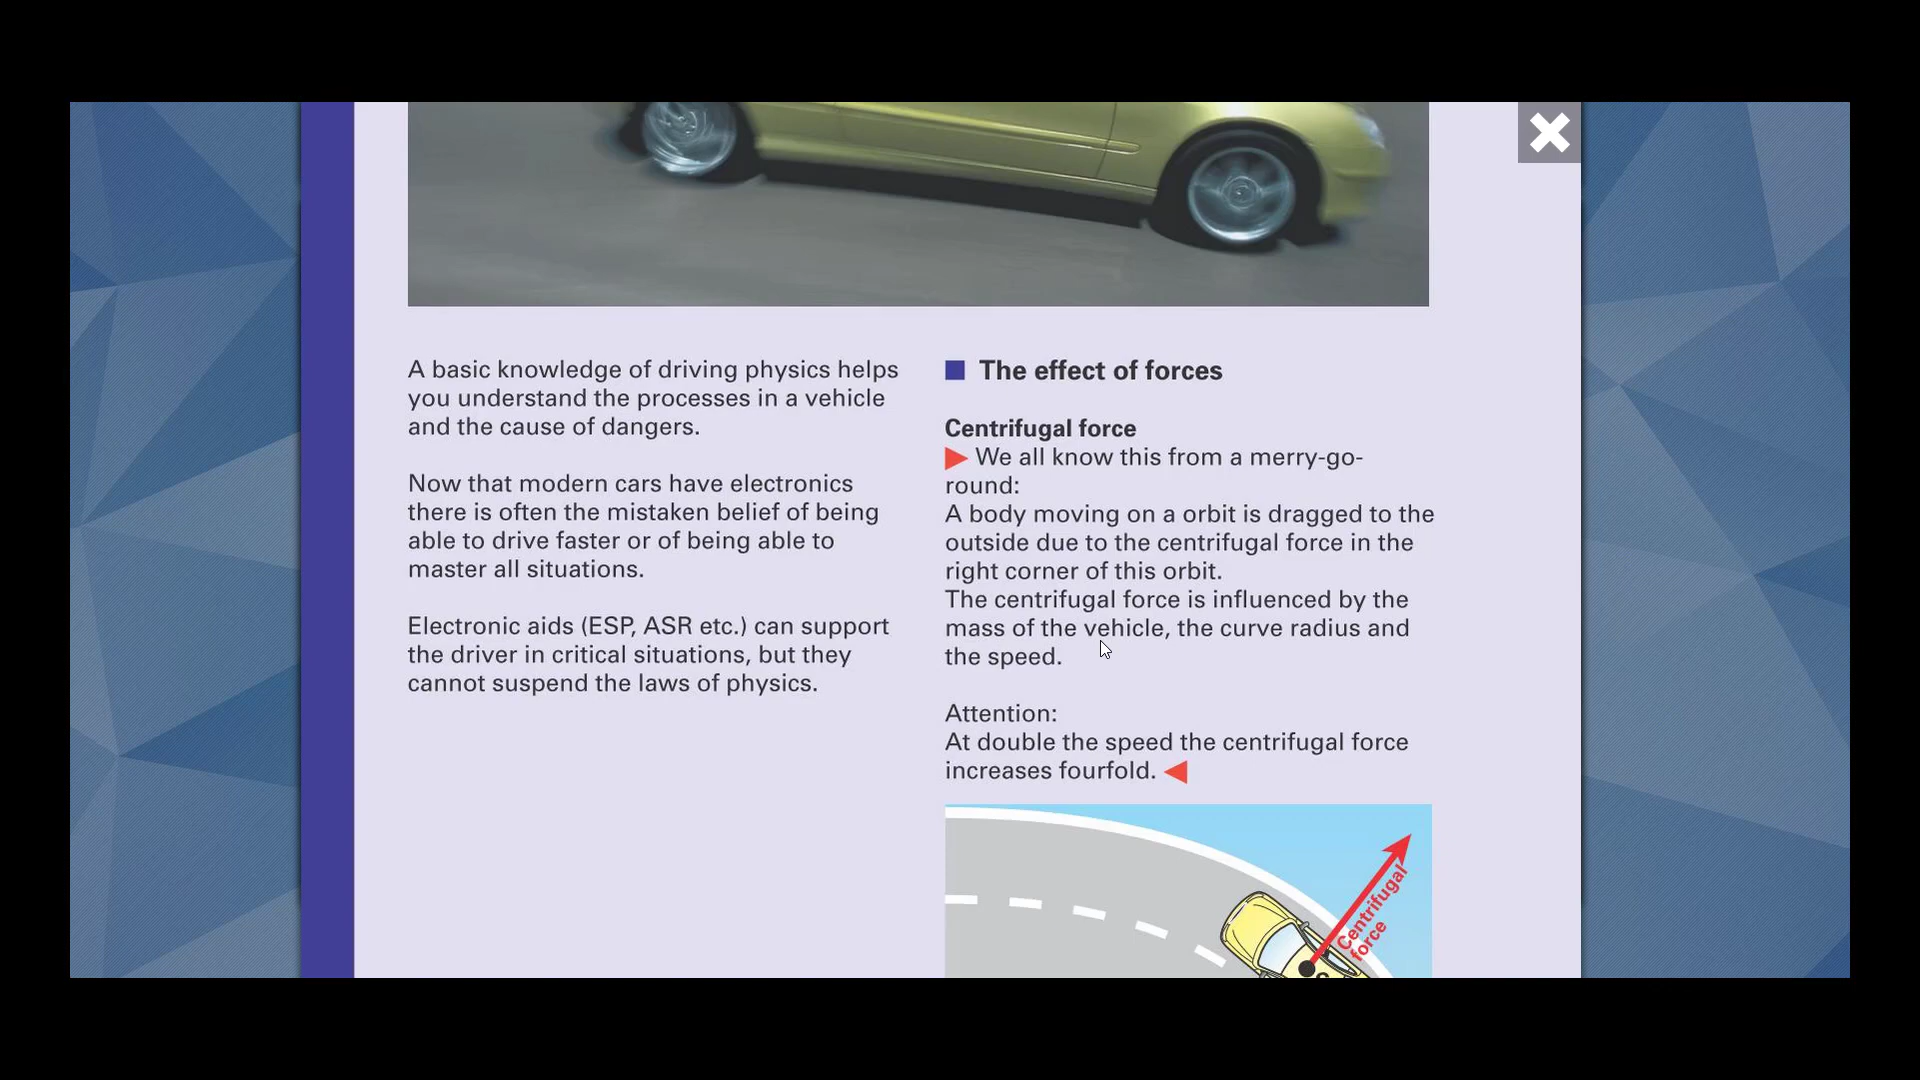 A basic knowledge of driving physics helps
you understand the processes in a vehicle
and the cause of dangers.
Now that modern cars have electronics
there is often the mistaken belief of being
able to drive faster or of being able to
master all situations.
Electronic aids (ESP, ASR etc.) can support
the driver in critical situations, but they
cannot suspend the laws of physics.
The effect of forces
Centrifugal force
We all know this from a merry-go-
round:
A body moving on a orbit is dragged to the
outside due to the centrifugal force in the
right corner of this orbit.
The centrifugal force is influenced by the
mass of the vehicle, the curve radius and
the speed.
Attention:
At double the speed the centrifugal force
increases fourfold.
Centrifugal
force